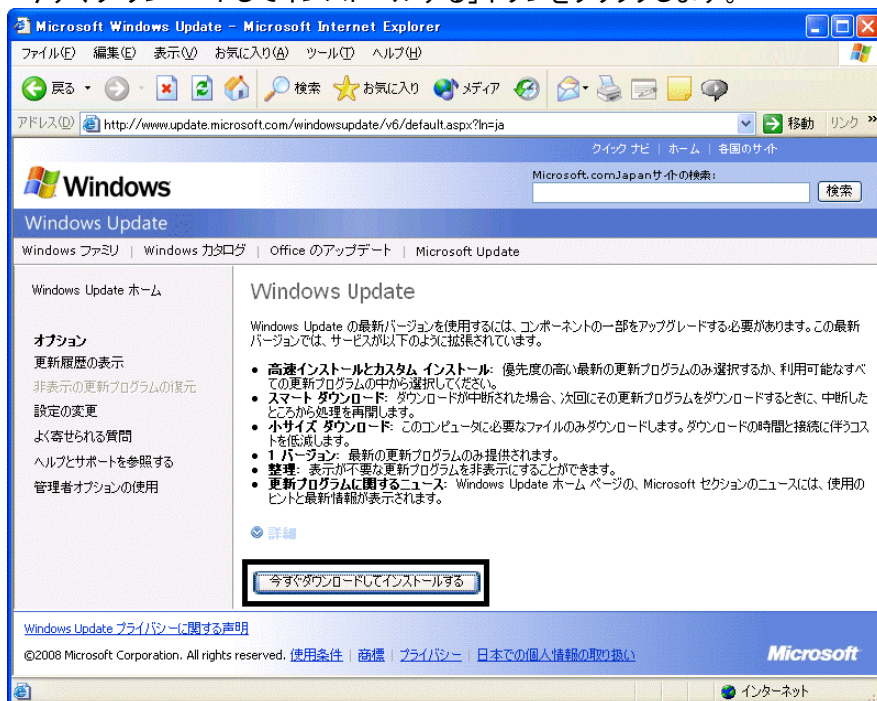 Microsoft Windows Update - Microsoft Internet Explorer
ファイル(F) 編集(E) 表示(V) お気に入り(A) ツール(T) ヘルプ(H)
戻る 検索 お気に入り メディア
アドレス(D) http://www.update.microsoft.com/windowsupdate/v6/default.aspx?ln=ja 移動 リンク »
クイック ナビ | ホーム | 各国のサイト
Windows
Microsoft.comJapanサイトの検索:
検索
Windows Update
Windows ファミリ | Windows カタログ | Office のアップデート | Microsoft Update
Windows Update ホーム
オプション
更新履歴の表示
非表示の更新プログラムの復元
設定の変更
よく寄せられる質問
ヘルプとサポートを参照する
管理者オプションの使用
Windows Update
Windows Update の最新バージョンを使用するには、コンポーネントの一部をアップグレードする必要があります。この最新
バージョンでは、サービスが以下のように拡張されています。
• 高速インストールとカスタム インストール: 優先度の高い最新の更新プログラムのみ選択するか、利用可能なすべ
ての更新プログラムの中から選択してください。
• スマート ダウンロード: ダウンロードが中断された場合、次回にその更新プログラムをダウンロードするときに、中断した
ところから処理を再開します。
• 小サイズ ダウンロード: このコンピュータに必要なファイルのみダウンロードします。ダウンロードの時間と接続に伴うコス
トを低減します。
• 1 バージョン: 最新の更新プログラムのみ提供されます。
• 整理: 表示が不要な更新プログラムを非表示にすることができます。
• 更新プログラムに関するニュース: Windows Update ホーム ページの、Microsoft セクションのニュースには、使用の
ヒントと最新情報が表示されます。
詳細
今すぐダウンロードしてインストールする
Windows Update プライバシーに関する声明
©2008 Microsoft Corporation. All rights reserved. 使用条件 | 商標 | プライバシー | 日本での個人情報の取り扱い
Microsoft
インターネット